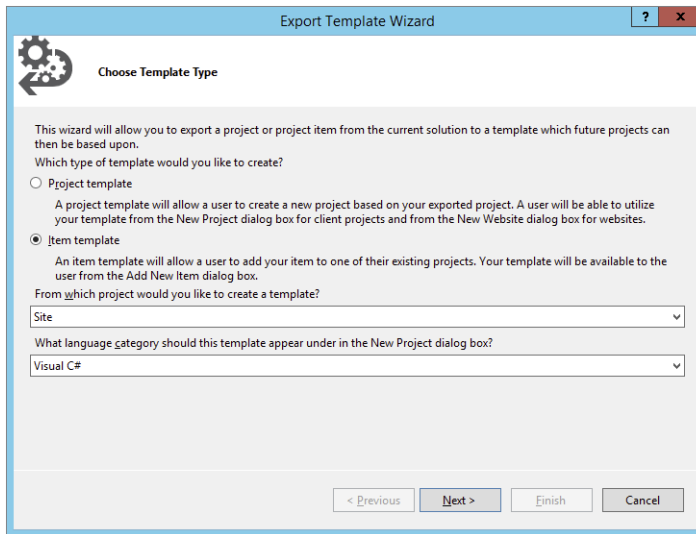 Export Template Wizard
? x
Choose Template Type
This wizard will allow you to export a project or project item from the current solution to a template which future projects can
then be based upon.
Which type of template would you like to create?
Project template
A project template will allow a user to create a new project based on your exported project. A user will be able to utilize
your template from the New Project dialog box for client projects and from the New Website dialog box for websites.
Item template
An item template will allow a user to add your item to one of their existing projects. Your template will be available to the
user from the Add New Item dialog box.
From which project would you like to create a template?
Site
What language category should this template appear under in the New Project dialog box?
Visual C#
< Previous Next > Finish Cancel